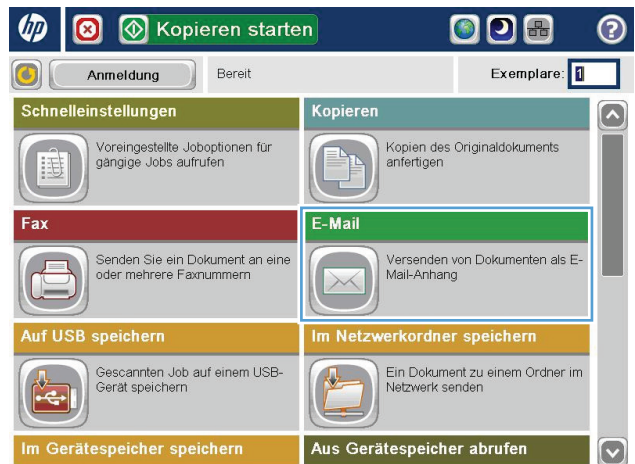 hp
Kopieren starten
?
Anmeldung
Bereit
Exemplare: 1
Schnelleinstellungen
Voreingestellte Joboptionen für
gängige Jobs aufrufen
Kopieren
Kopien des Originaldokuments
anfertigen
Fax
Senden Sie ein Dokument an eine
oder mehrere Faxnummern
E-Mail
Versenden von Dokumenten als E-
Mail-Anhang
Auf USB speichern
Gescannten Job auf einem USB-
Gerät speichern
Im Netzwerkordner speichern
Ein Dokument zu einem Ordner im
Netzwerk senden
Im Gerätespeicher speichern
Aus Gerätespeicher abrufen